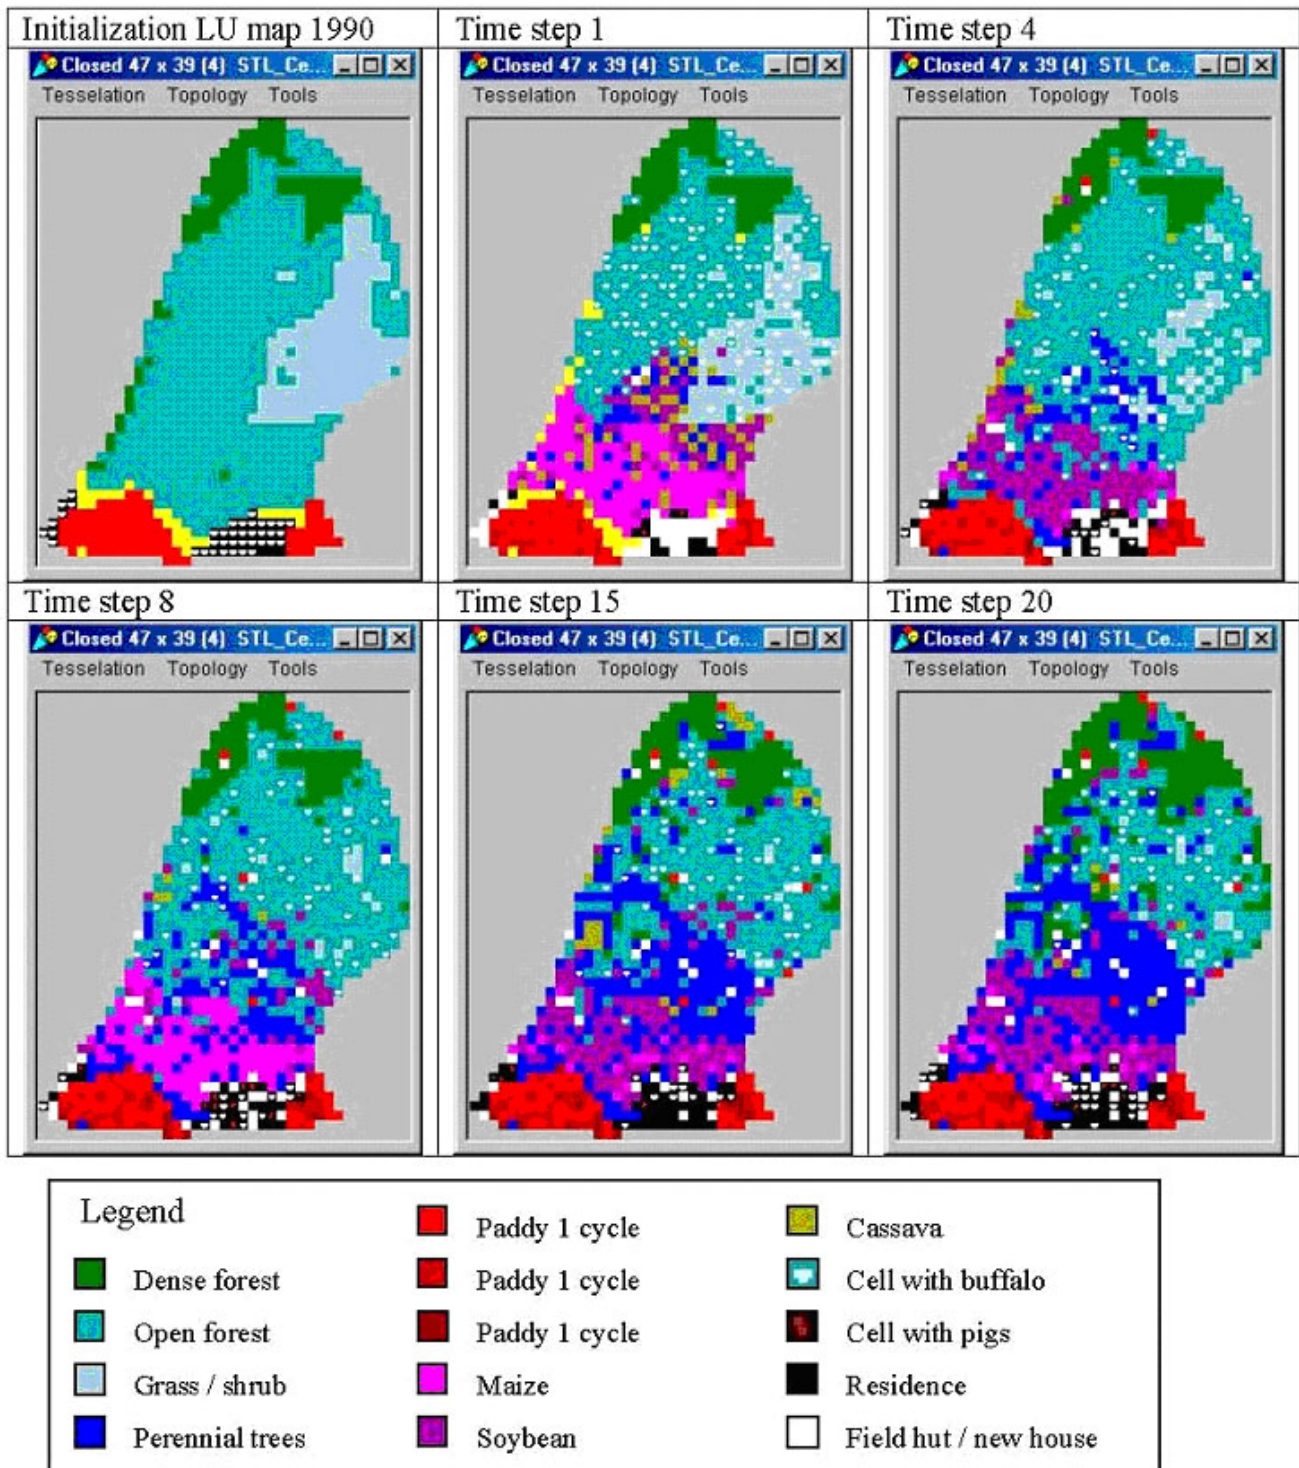 Initialization LU map 1990
Time step 1
Time step 4
Closed 47 x 39 (4) STL_Ce...
Closed 47 x 39 (4) STL_Ce...
Closed 47 x 39 (4) STL_Ce...
Tesselation Topology Tools
Tesselation Topology Tools
Tesselation Topology Tools
Time step 8
Time step 15
Time step 20
Closed 47 x 39 (4) STL_Ce...
Closed 47 x 39 (4) STL_Ce...
Closed 47 x 39 (4) STL_Ce...
Tesselation Topology Tools
Tesselation Topology Tools
Tesselation Topology Tools
Legend
Dense forest
Open forest
Grass / shrub
Perennial trees
Paddy 1 cycle
Paddy 1 cycle
Paddy 1 cycle
Maize
Soybean
Cassava
Cell with buffalo
Cell with pigs
Residence
Field hut / new house